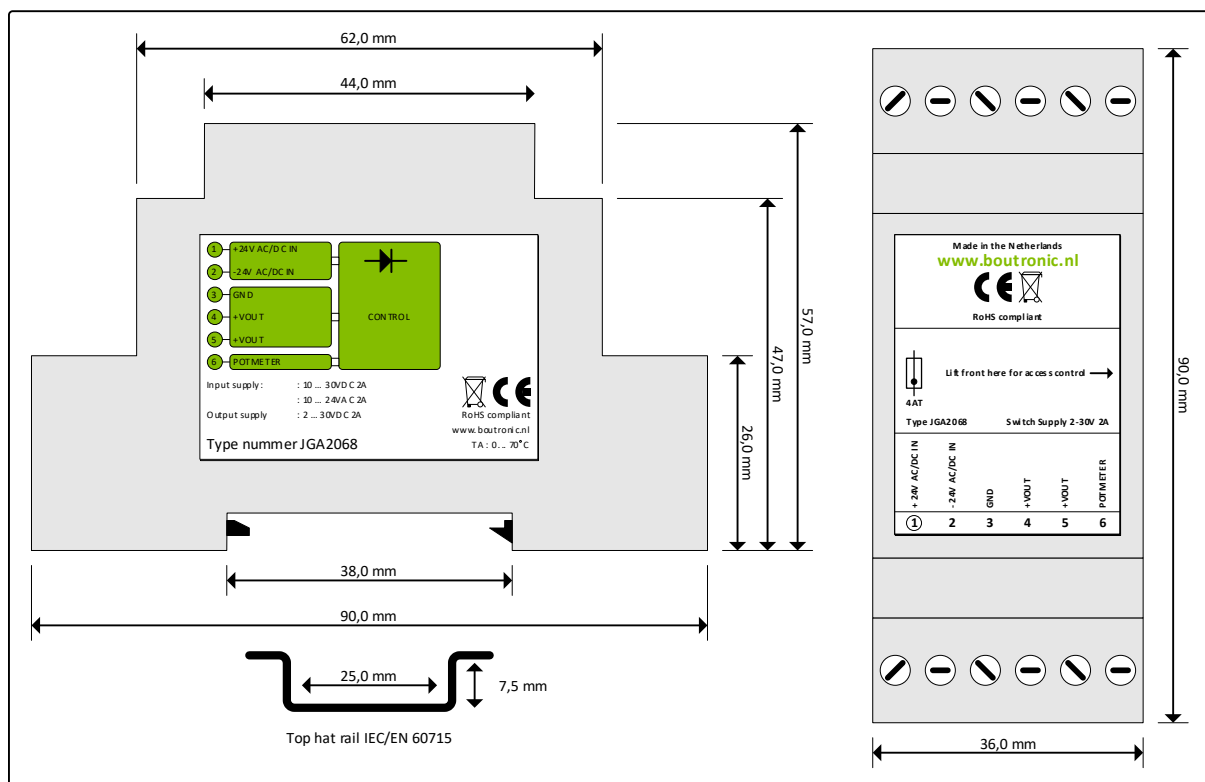 62,0 mm
44,0 mm
57,0 mm
47,0 mm
26,0 mm
1 +24V AC/DC IN
2 -24V AC/DC IN
3 GND
4 +VOUT
5 +VOUT
6 POTMETER
CONTROL
Input supply: : 10 ... 30VDC 2A
: 10 ... 24VAC 2A
Output supply : 2 ... 30VDC 2A
Type nummer JGA2068
CE
RoHS compliant
www.boutronic.nl
TA : 0... 70°C
38,0 mm
90,0 mm
25,0 mm
7,5 mm
Top hat rail IEC/EN 60715
Made in the Netherlands
www.boutronic.nl
CE
RoHS compliant
Lift front here for access control
4AT
Type JGA2068 Switch Supply 2-30V 2A
+ 24V AC/DC IN
- 24V AC/DC IN
GND
+VOUT
+VOUT
POTMETER
1 2 3 4 5 6
90,0 mm
36,0 mm